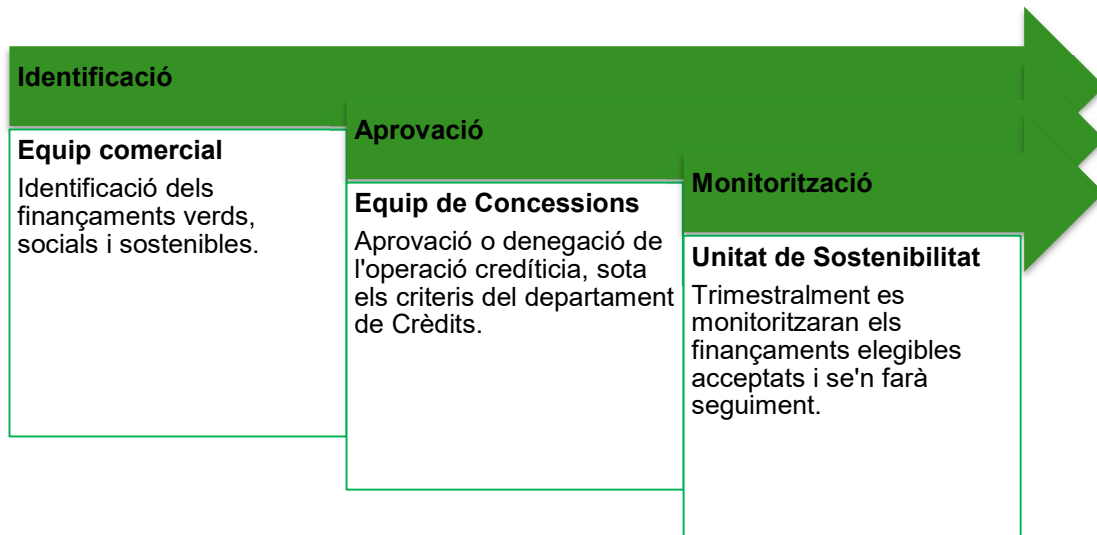 Identificació
Equip comercial
Identificació dels
finançaments verds,
socials i sostenibles.
Aprovació
Equip de Concessions
Aprovació o denegació de
l'operació credíticia, sota
els criteris del departament
de Crèdits.
Monitorització
Unitat de Sostenibilitat
Trimestralment es
monitoritzaran els
finançaments elegibles
acceptats i se'n farà
seguiment.